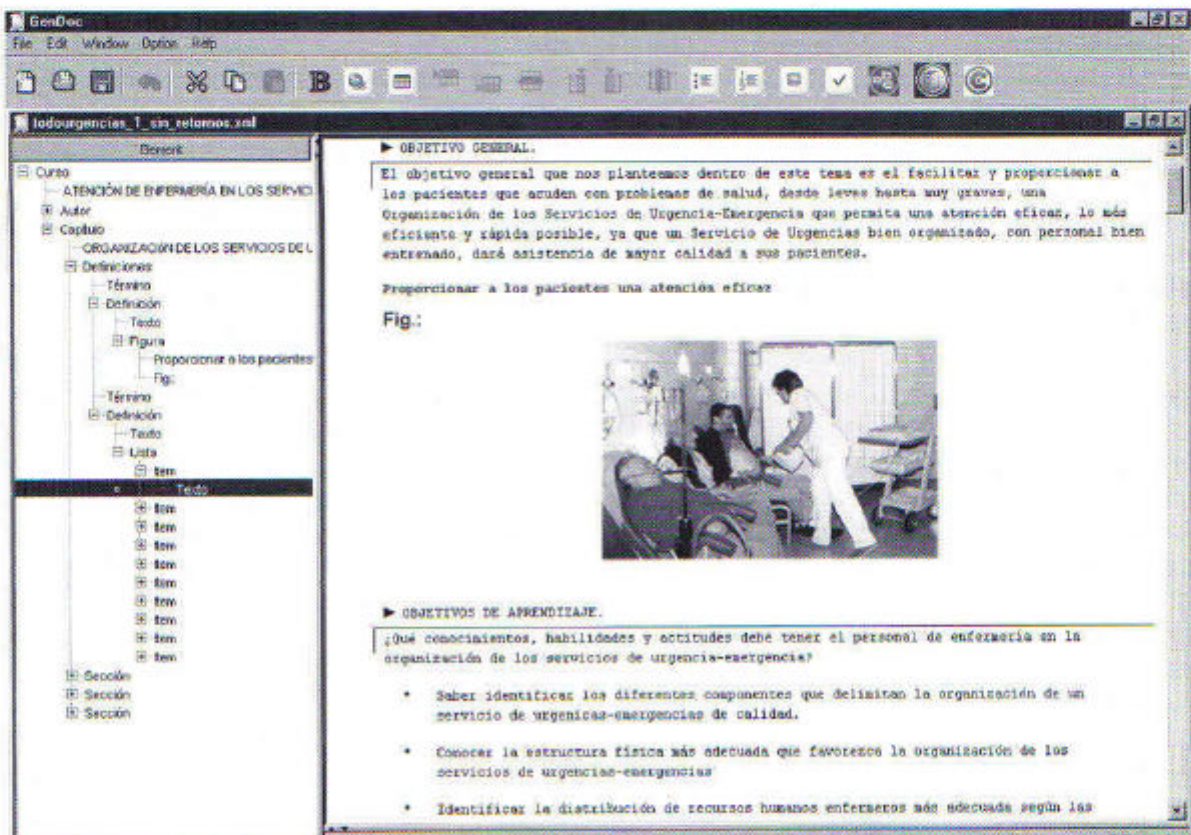 GenDoc
File Edit Window Option Help
B
todourgencias_1_sin_retornos.xml
Element
Curso
ATENCIÓN DE ENFERMERÍA EN LOS SERVICI
Autor
Capítulo
ORGANIZACIÓN DE LOS SERVICIOS DE U
Definiciones
Término
Definición
Texto
Figura
Proporcionar a los pacientes
Fig.:
Término
Definición
Texto
Lista
Item
Texto
Item
Item
Item
Item
Item
Item
Item
Item
Item
Sección
Sección
Sección
► OBJETIVO GENERAL.
El objetivo general que nos planteamos dentro de este tema es el facilitar y proporcionar a
los pacientes que acuden con problemas de salud, desde leves hasta muy graves, una
Organización de los Servicios de Urgencia-Emergencia que permita una atención eficaz, lo más
eficiente y rápida posible, ya que un Servicio de Urgencias bien organizado, con personal bien
entrenado, dará asistencia de mayor calidad a sus pacientes.
Proporcionar a los pacientes una atención eficaz
Fig.:
► OBJETIVOS DE APRENDIZAJE.
¿Qué conocimientos, habilidades y actitudes debe tener el personal de enfermería en la
organización de los servicios de urgencia-emergencia?
• Saber identificar los diferentes componentes que delimitan la organización de un
servicio de urgenicas-emergencias de calidad.
• Conocer la estructura física más adecuada que favorezca la organización de los
servicios de urgencias-emergencias
• Identificar la distribución de recursos humanos enfermeros más adecuada según las